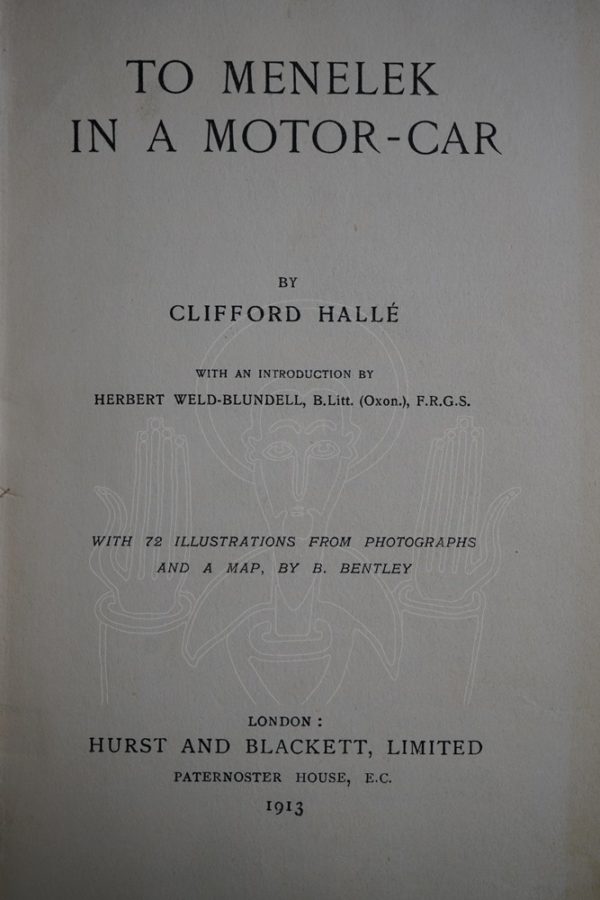 TO MENELEK
IN A MOTOR-CAR
BY
CLIFFORD HALLÉ
WITH AN INTRODUCTION BY
HERBERT WELD-BLUNDELL, B.Litt. (Oxon.), F.R.G.S.
WITH 72 ILLUSTRATIONS FROM PHOTOGRAPHS
AND A MAP, BY B. BENTLEY
LONDON :
HURST AND BLACKETT, LIMITED
PATERNOSTER HOUSE, E.C.
1913